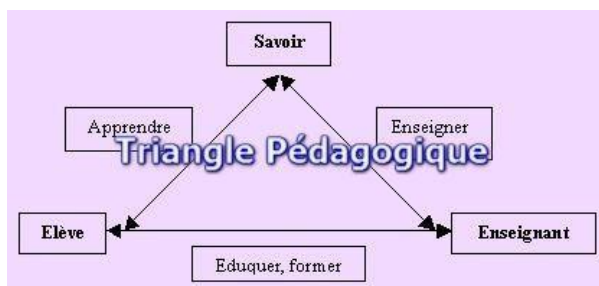 Savoir
Apprendre
Enseigner
Triangle Pédagogique
Elève
Enseignant
Eduquer, former